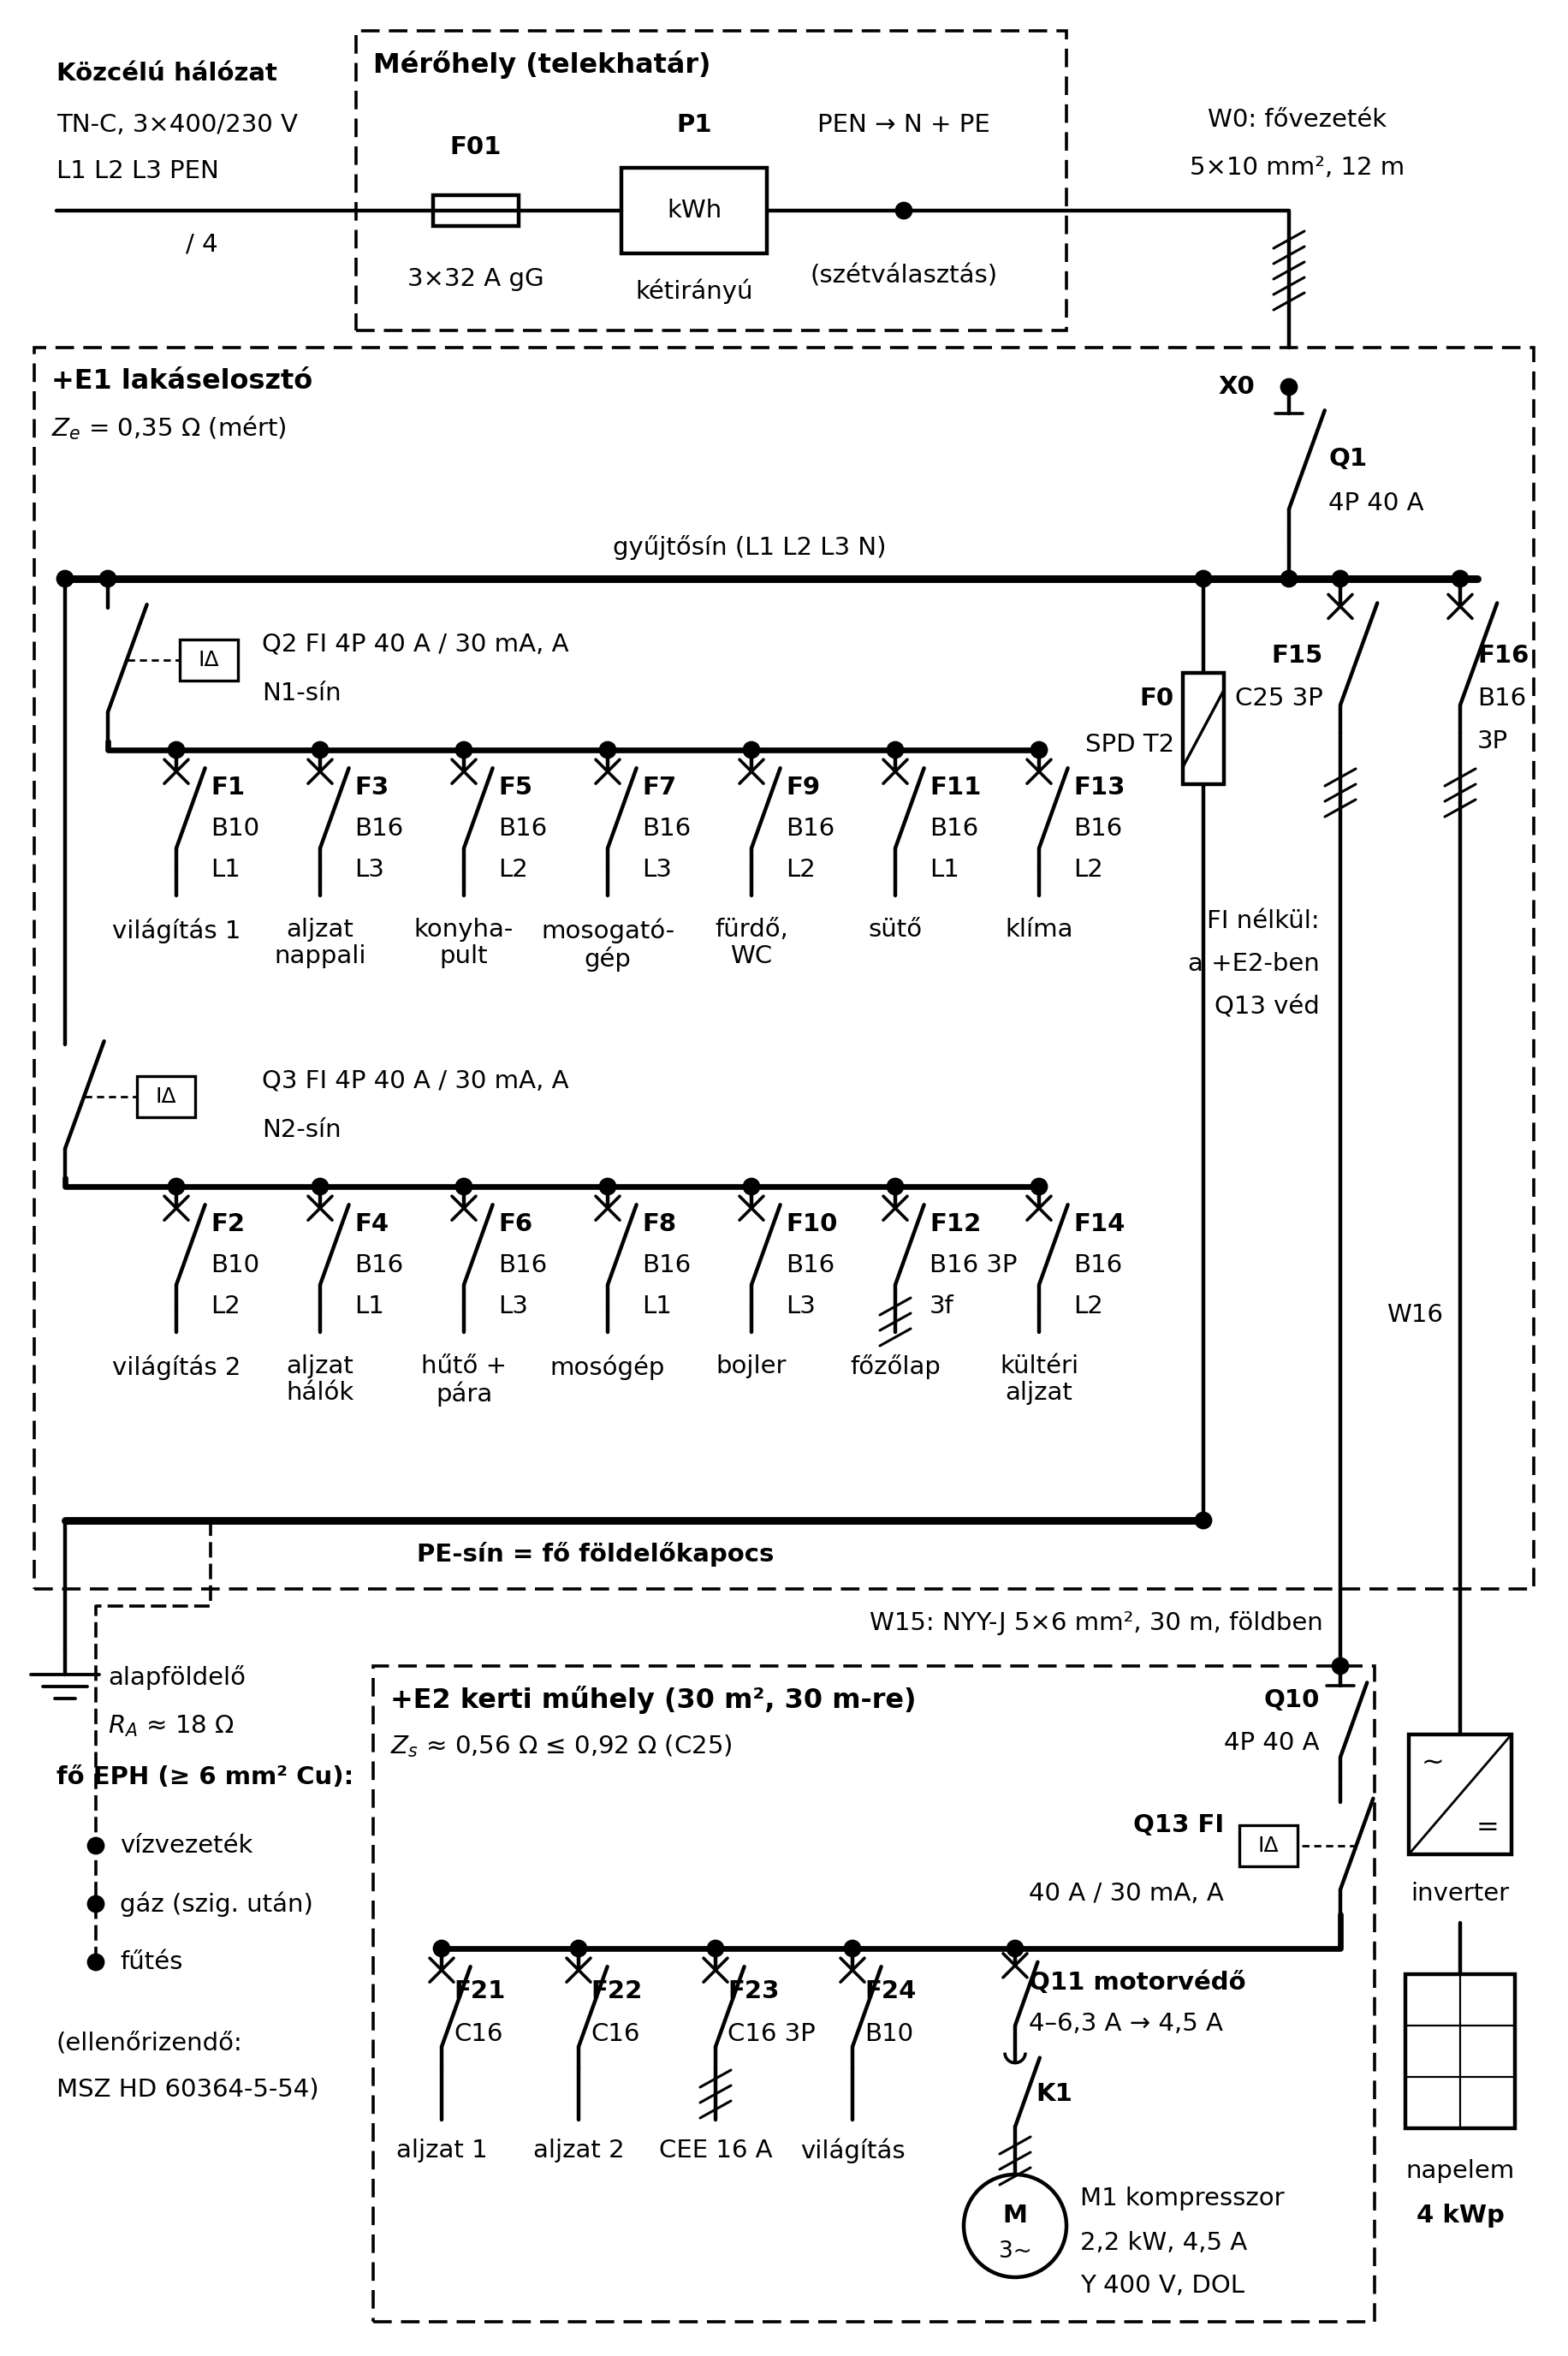 Közcélú hálózat
TN-C, 3×400/230 V
L1 L2 L3 PEN
/ 4
Mérőhely (telekhatár)
F01
3×32 A gG
P1
kWh
kétirányú
PEN → N + PE
(szétválasztás)
W0: fővezeték
5×10 mm², 12 m
+E1 lakáselosztó
Zₑ = 0,35 Ω (mért)
X0
Q1
4P 40 A
gyűjtősín (L1 L2 L3 N)
IΔ
Q2 FI 4P 40 A / 30 mA, A
N1-sín
F0
SPD T2
F15
C25 3P
F16
B16
3P
F1
B10
L1
világítás 1
F3
B16
L3
aljzat
nappali
F5
B16
L2
konyha-
pult
F7
B16
L3
mosogató-
gép
F9
B16
L2
fürdő,
WC
F11
B16
L1
sütő
F13
B16
L2
klíma
FI nélkül:
a +E2-ben
Q13 véd
IΔ
Q3 FI 4P 40 A / 30 mA, A
N2-sín
F2
B10
L2
világítás 2
F4
B16
L1
aljzat
hálók
F6
B16
L3
hűtő +
pára
F8
B16
L1
mosógép
F10
B16
L3
bojler
F12
B16 3P
3f
főzőlap
F14
B16
L2
kültéri
aljzat
W16
PE-sín = fő földelőkapocs
W15: NYY-J 5×6 mm², 30 m, földben
alapföldelő
R_A ≈ 18 Ω
fő EPH (≥ 6 mm² Cu):
vízvezeték
gáz (szig. után)
fűtés
(ellenőrizendő:
MSZ HD 60364-5-54)
+E2 kerti műhely (30 m², 30 m-re)
Zₛ ≈ 0,56 Ω ≤ 0,92 Ω (C25)
Q10
4P 40 A
Q13 FI
IΔ
40 A / 30 mA, A
F21
C16
aljzat 1
F22
C16
aljzat 2
F23
C16 3P
CEE 16 A
F24
B10
világítás
Q11 motorvédő
4–6,3 A → 4,5 A
K1
M
3~
M1 kompresszor
2,2 kW, 4,5 A
Y 400 V, DOL
~
=
inverter
napelem
4 kWp